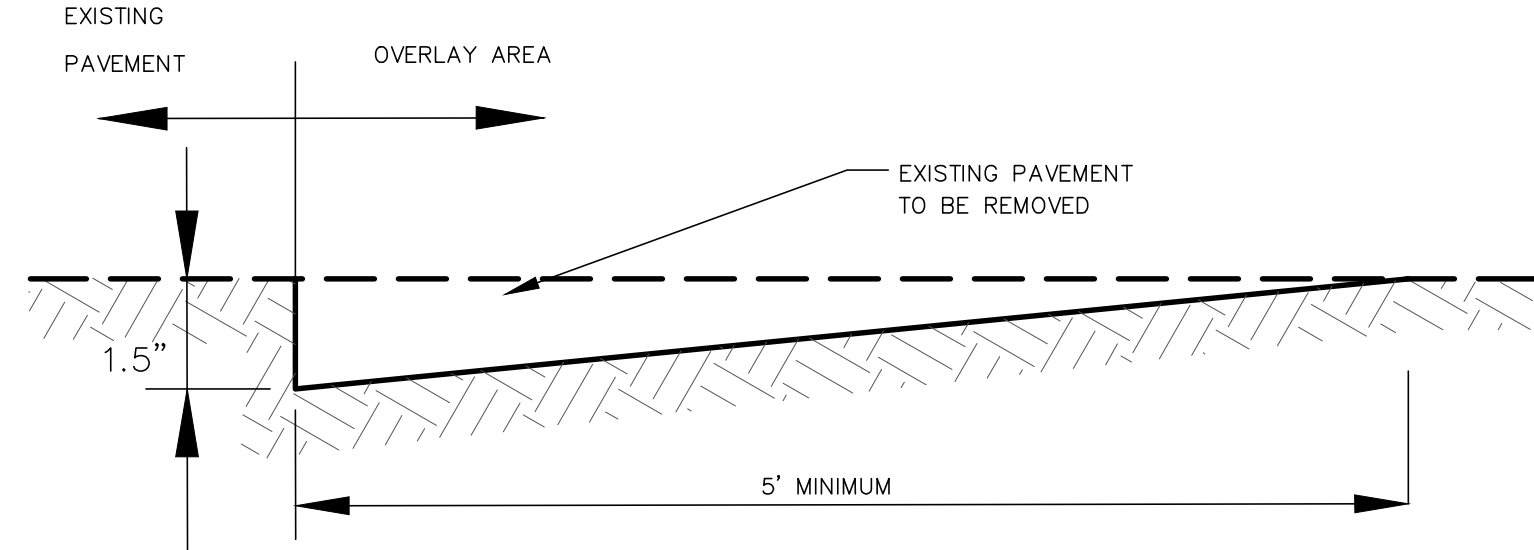 EXISTING
PAVEMENT
OVERLAY AREA
EXISTING PAVEMENT
TO BE REMOVED
1.5”
5’ MINIMUM